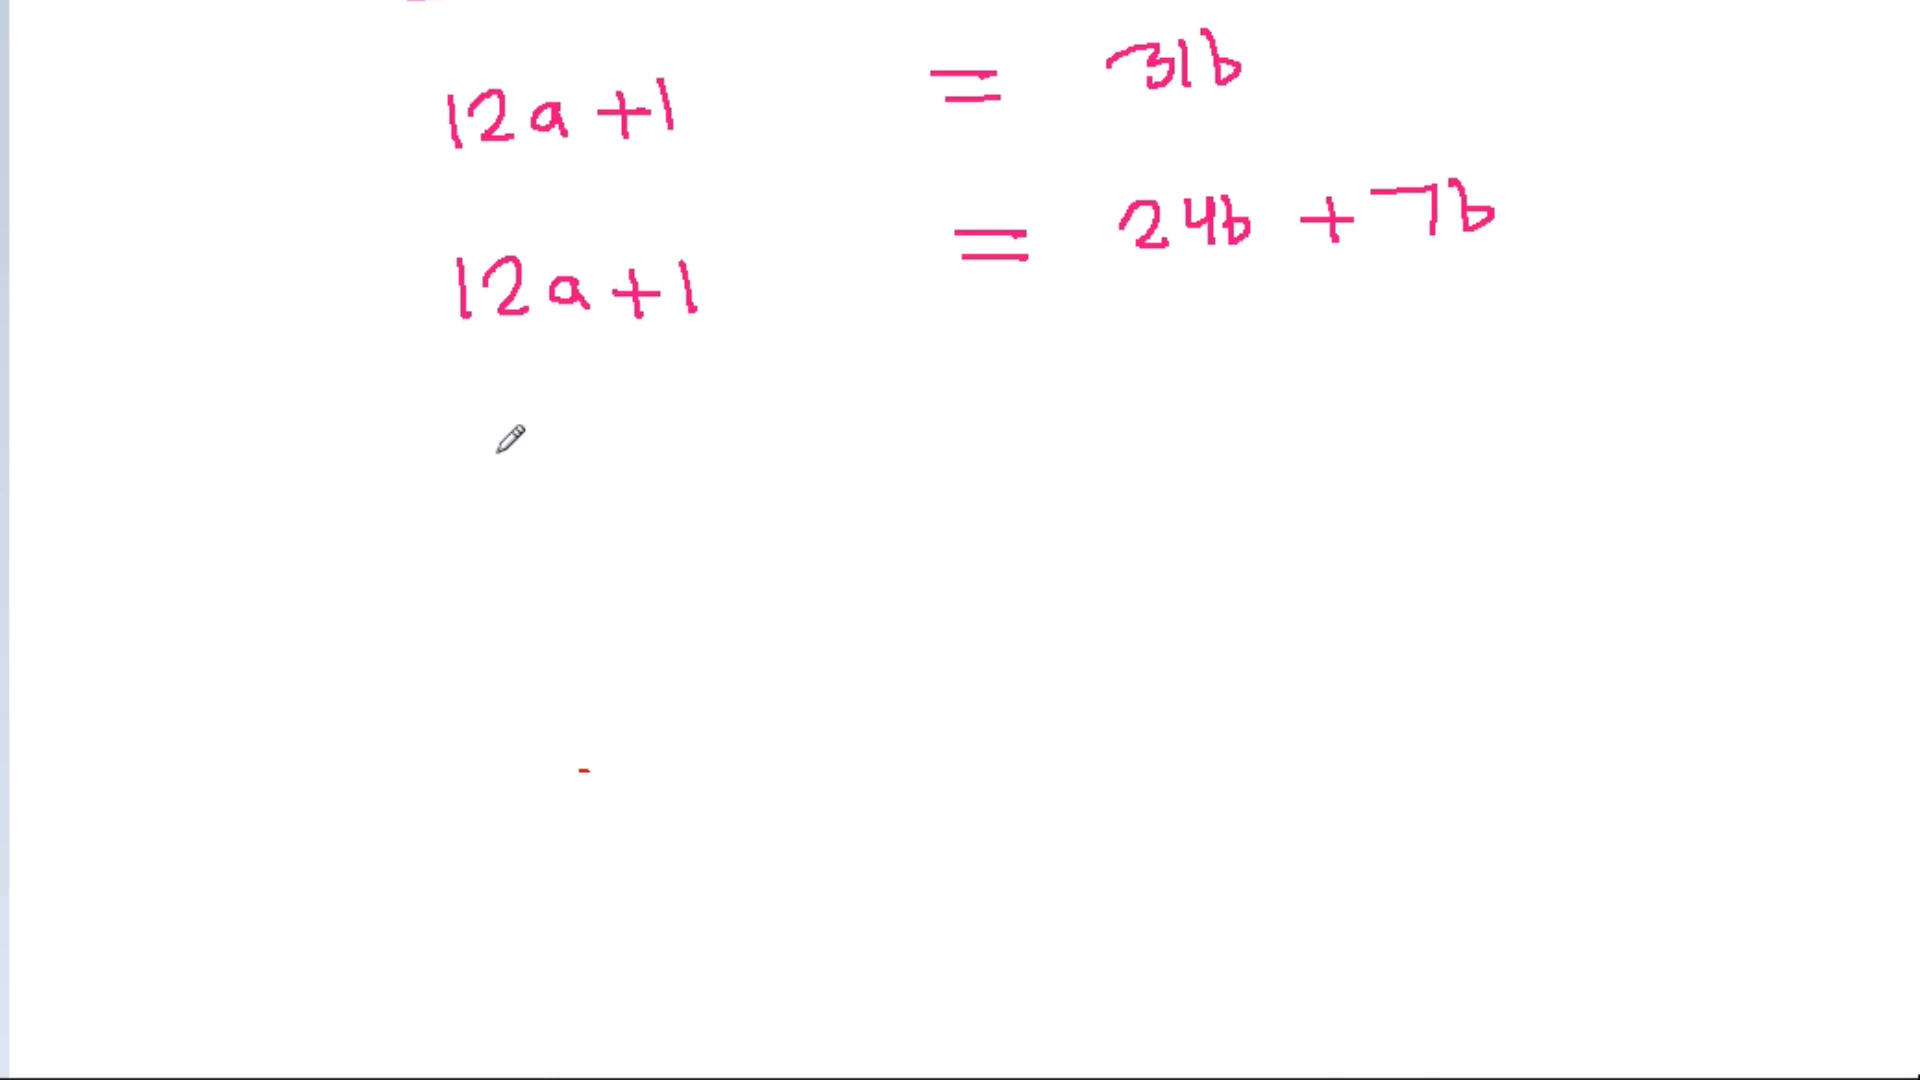 12a +1 = 31b
12a +1 = 24b + 7b